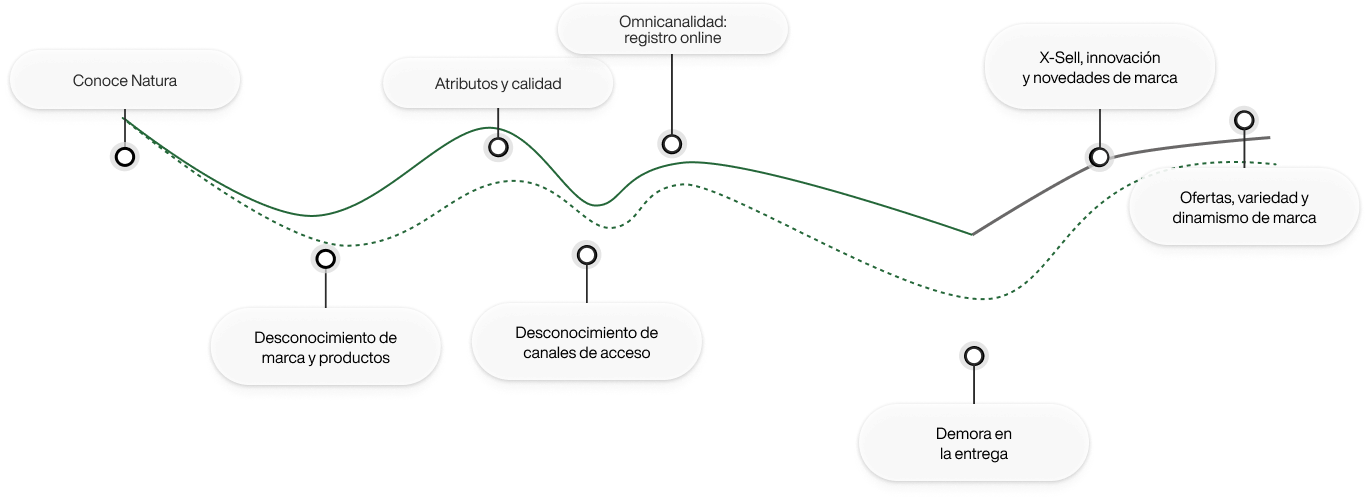 Conoce Natura
Desconocimiento de
marca y productos
Atributos y calidad
Desconocimiento de
canales de acceso
Omnicanalidad:
registro online
Demora en
la entrega
X-Sell, innovación
y novedades de marca
Ofertas, variedad y
dinamismo de marca